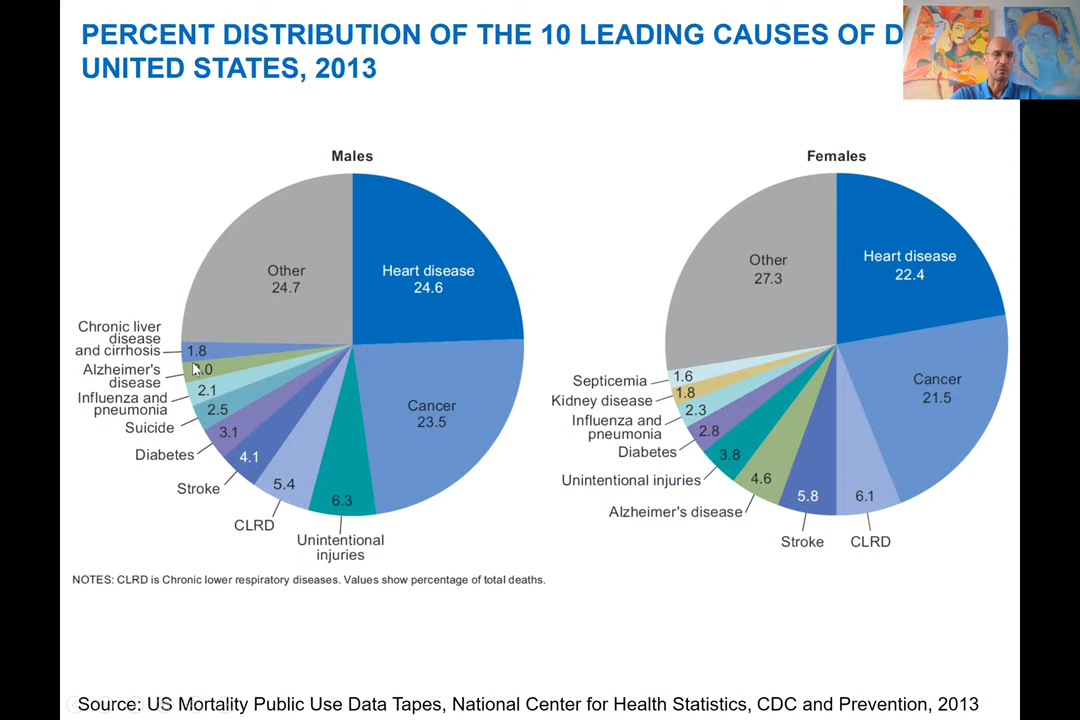 PERCENT DISTRIBUTION OF THE 10 LEADING CAUSES OF
UNITED STATES, 2013
Males
Other
24.7
Heart disease
24.6
Cancer
23.5
Unintentional
injuries
6.3
CLRD
5.4
Stroke
4.1
Diabetes
3.1
Suicide
2.5
Influenza and
pneumonia
2.1
Alzheimer's
disease
.0
Chronic liver
disease
and cirrhosis
1.8
Females
Other
27.3
Heart disease
22.4
Cancer
21.5
CLRD
6.1
Stroke
5.8
Alzheimer's disease
4.6
Unintentional injuries
3.8
Diabetes
2.8
Influenza and
pneumonia
2.3
Kidney disease
1.8
Septicemia
1.6
NOTES: CLRD is Chronic lower respiratory diseases. Values show percentage of total deaths.
Source: US Mortality Public Use Data Tapes, National Center for Health Statistics, CDC and Prevention, 2013